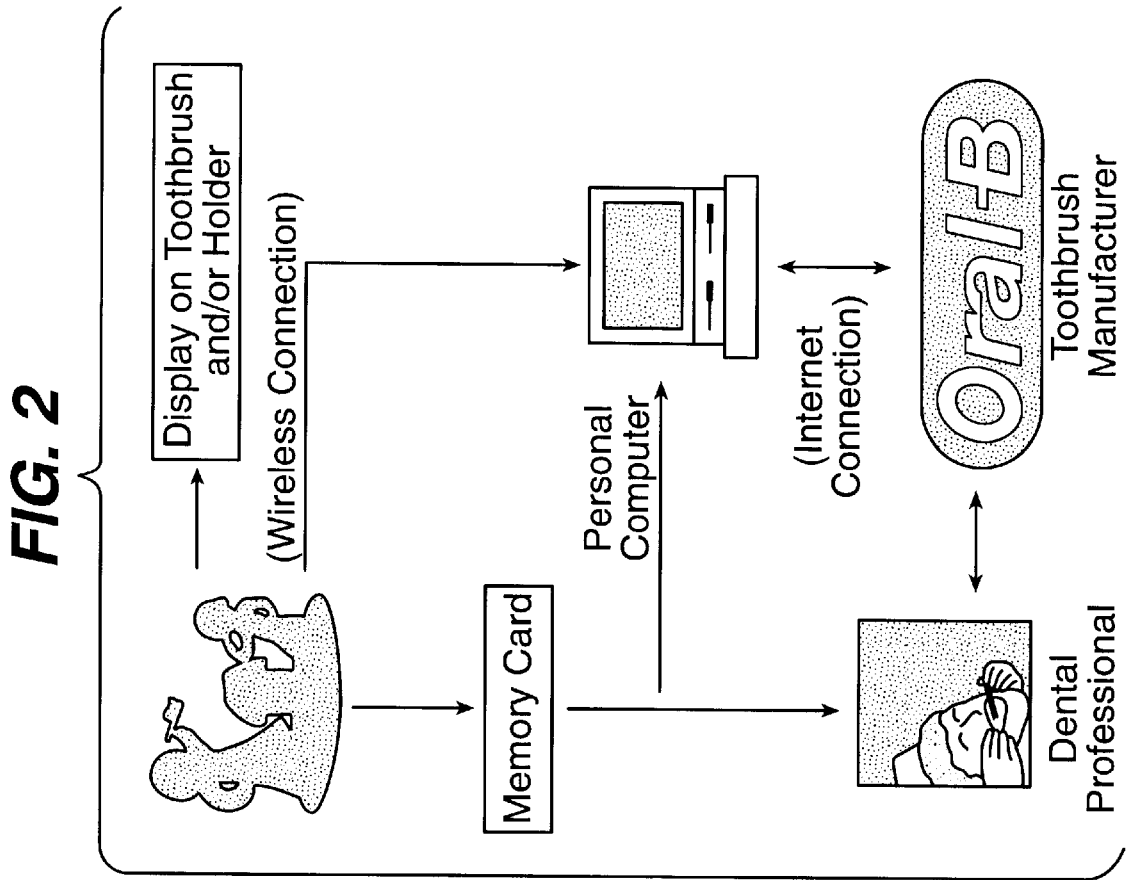 FIG. 2
Display on Toothbrush
and/or Holder
(Wireless Connection)
Memory Card
Personal
Computer
(Internet
Connection)
Dental
Professional
Oral-B
Toothbrush
Manufacturer